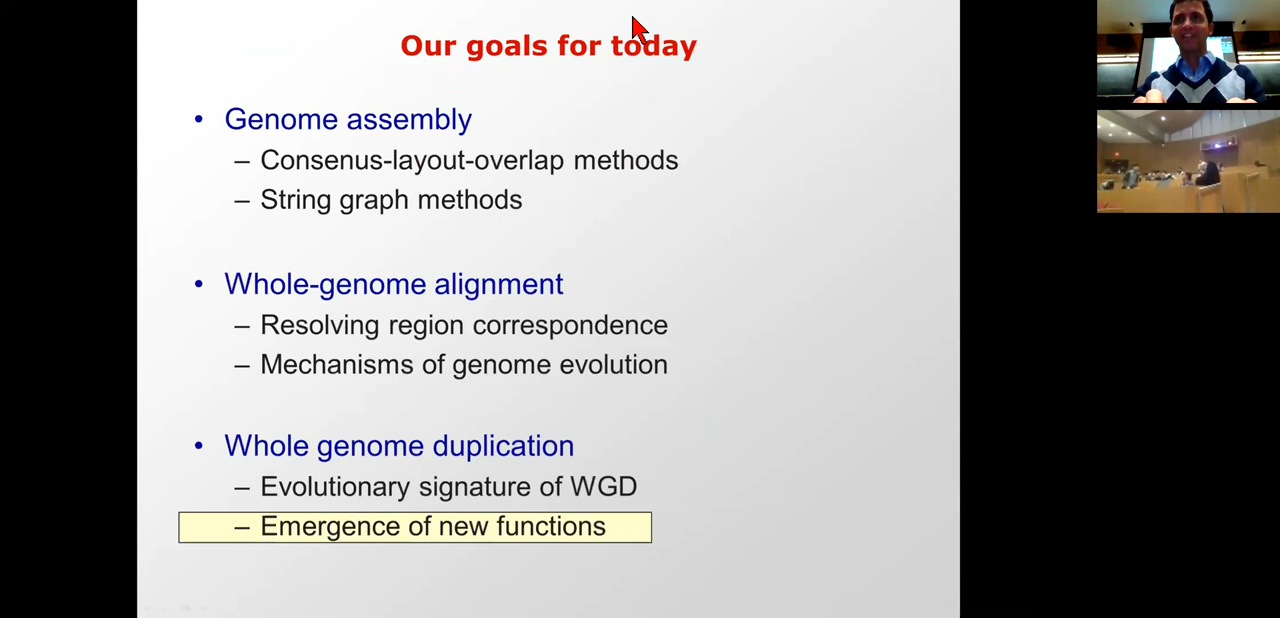 Our goals for today
• Genome assembly
– Consenus-layout-overlap methods
– String graph methods
• Whole-genome alignment
– Resolving region correspondence
– Mechanisms of genome evolution
• Whole genome duplication
– Evolutionary signature of WGD
– Emergence of new functions